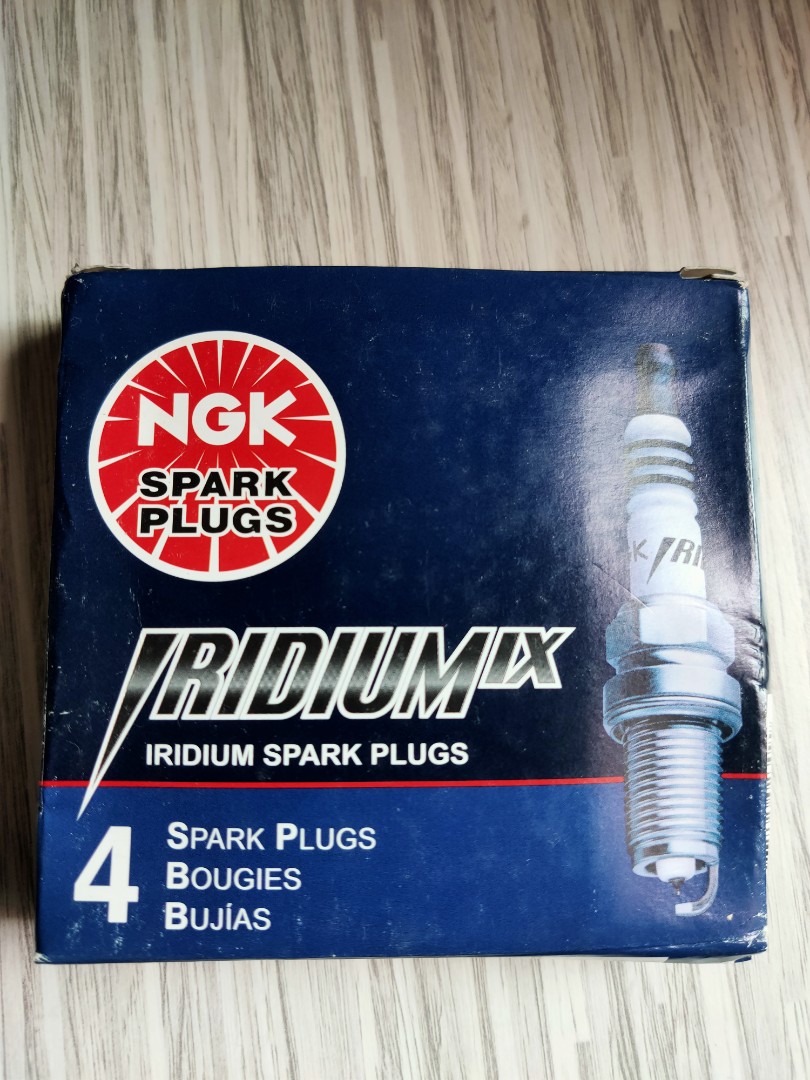 NGK
SPARK
PLUGS
IRIDIUM IX
IRIDIUM SPARK PLUGS
4
SPARK PLUGS
BOUGIES
BUJÍAS